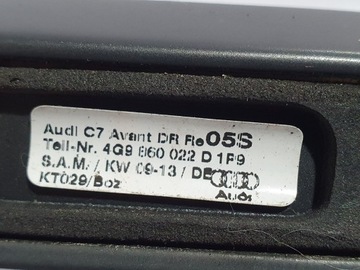 Audi C7 Avant DR Re 05S
Teil-Nr. 4G9 860 022 D 1P9
S.A.M. / KW 09-13 / DE
KT029/Boz
Audi